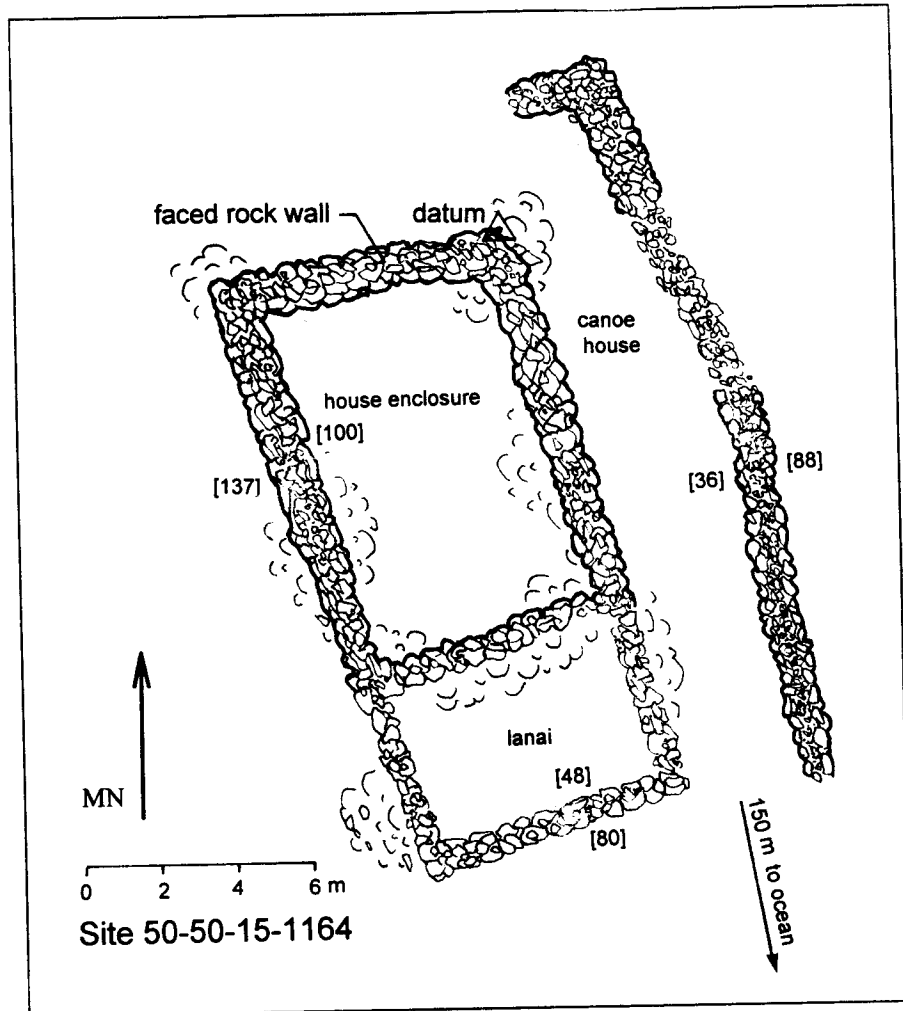 faced rock wall
datum
canoe
house
house enclosure
[100]
[137]
[36]
[88]
lanai
[48]
[80]
MN
0 2 4 6 m
150 m to ocean
Site 50-50-15-1164